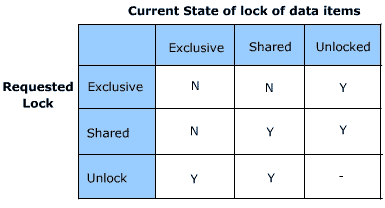 Current State of lock of data items
Exclusive Shared Unlocked
Requested Lock
Exclusive N N Y
Shared N Y Y
Unlock Y Y -